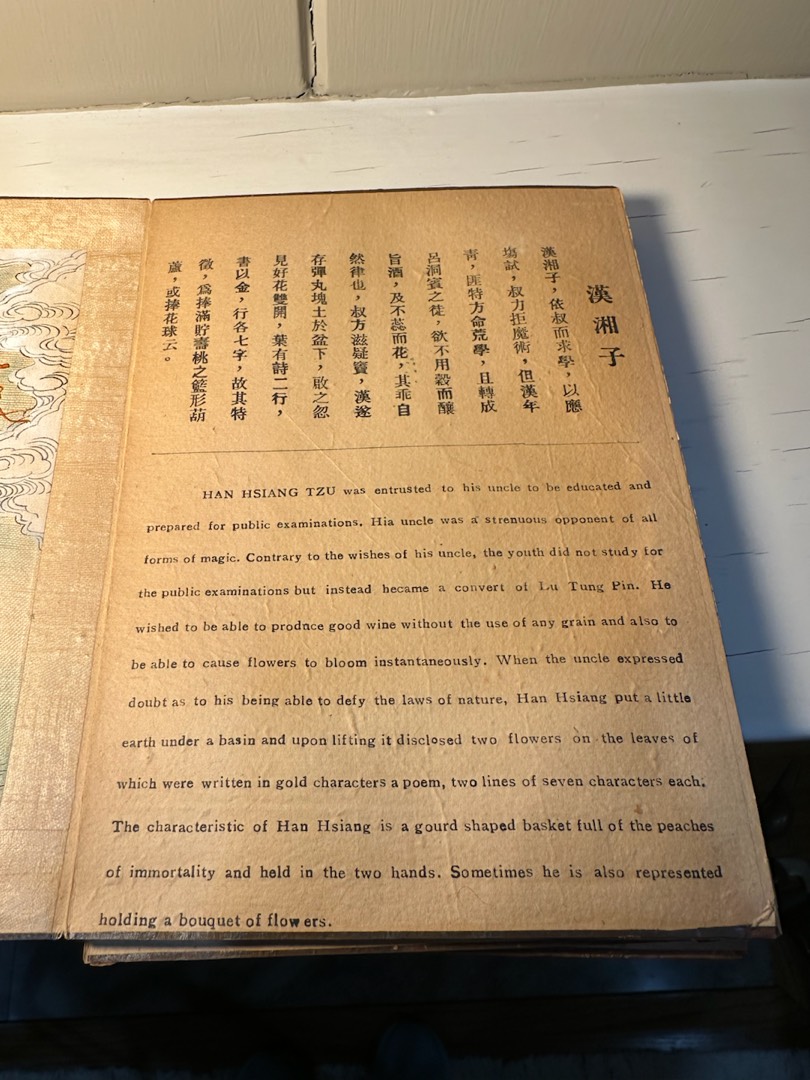 漢湘子
漢湘子，依叔而求學，以應
塲試，叔力拒魔術，但漢年
靑，匪特方命荒學，且轉成
呂洞賓之徒，欲不用穀而釀
旨酒，及不蕊而花，其乖自
然律也，叔方滋疑竇，漢遂
存彈丸塊土於盆下，啟之忽
見好花雙開，葉有詩二行，
書以金，行各七字，故其特
徵，爲捧滿貯壽桃之籃形葫
蘆，或捧花球云。
HAN HSIANG TZU was entrusted to his uncle to be educated and
prepared for public examinations. Hia uncle was a strenuous opponent of all
forms of magic. Contrary to the wishes of his uncle, the youth did not study for
the public examinations but instead became a convert of Lu Tung Pin. He
wished to be able to prodnce good wine without the use of any grain and also to
be able to cause flowers to bloom instantaneously. When the uncle expressed
doubt as to his being able to defy the laws of nature, Han Hsiang put a little
earth under a basin and upon lifting it disclosed two flowers on the leaves of
which were written in gold characters a poem, two lines of seven characters each.
The characteristic of Han Hsiang is a gourd shaped basket full of the peaches
of immortality and held in the two hands. Sometimes he is also represented
holding a bouquet of flowers.